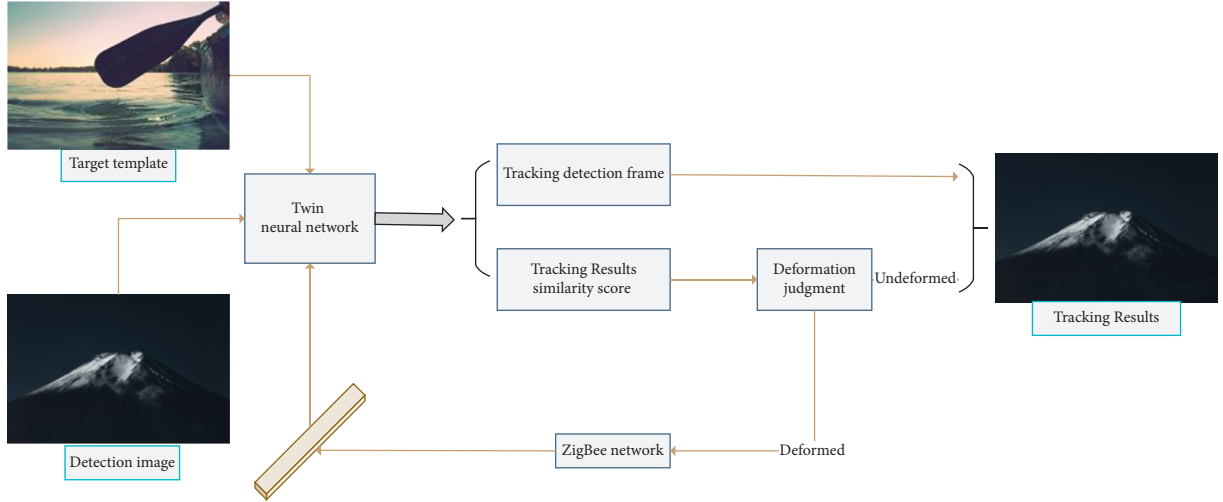 Target template
Twin
neural network
Detection image
Tracking detection frame
Tracking Results
similarity score
Deformation
judgment
Undeformed
Tracking Results
ZigBee network
Deformed